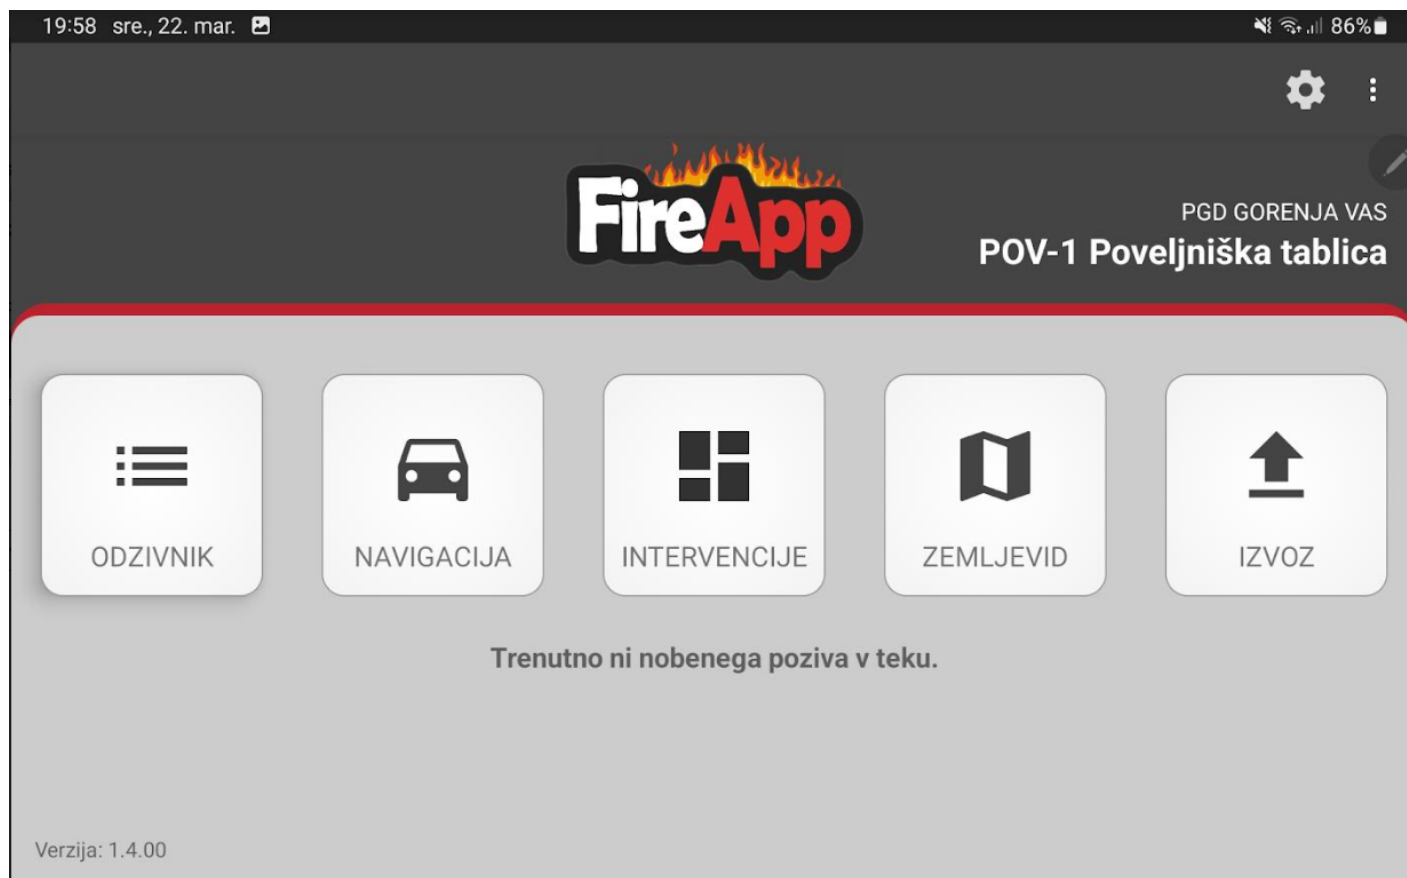 19:58 sre., 22. mar.
86%
FireApp
PGD GORENJA VAS
POV-1 Poveljniška tablica
ODZIVNIK
NAVIGACIJA
INTERVENCIJE
ZEMLJEVID
IZVOZ
Trenutno ni nobenega poziva v teku.
Verzija: 1.4.00